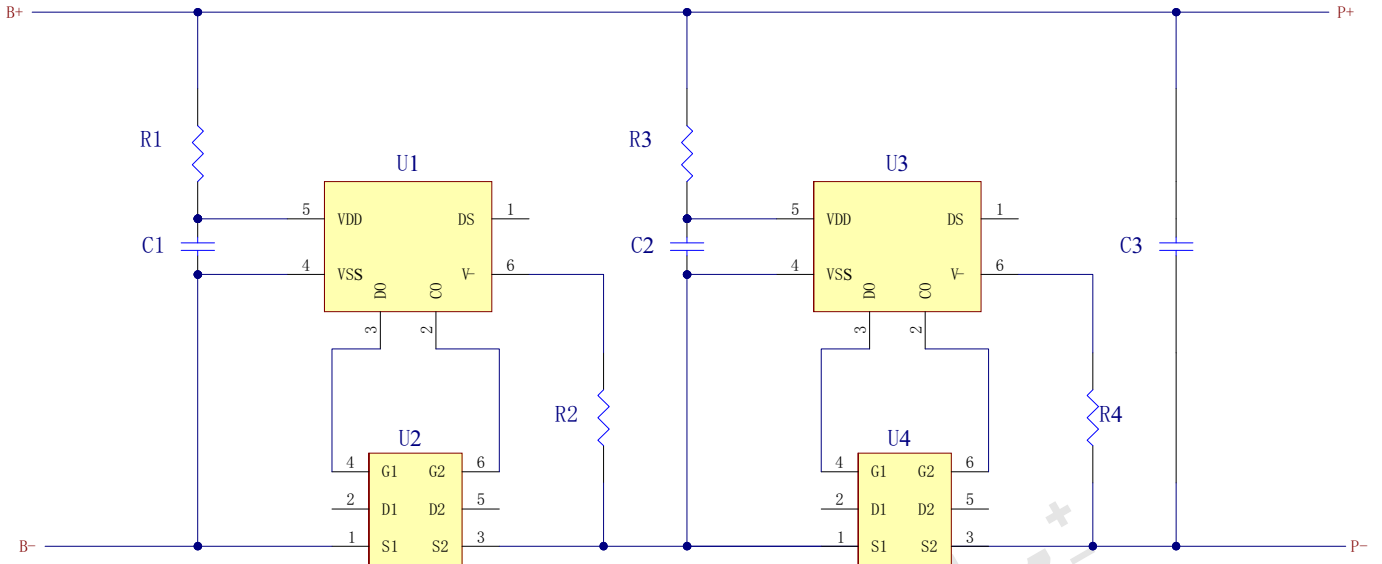 B+ P+
R1 R3
U1 U3
5 VDD DS 1 5 VDD DS 1
C1 C2 C3
4 VSS V- 6 4 VSS V- 6
DO CO DO CO
3 2 3 2
R2 R4
U2 U4
4 G1 G2 6 4 G1 G2 6
2 D1 D2 5 2 D1 D2 5
B- 1 S1 S2 3 1 S1 S2 3 P-